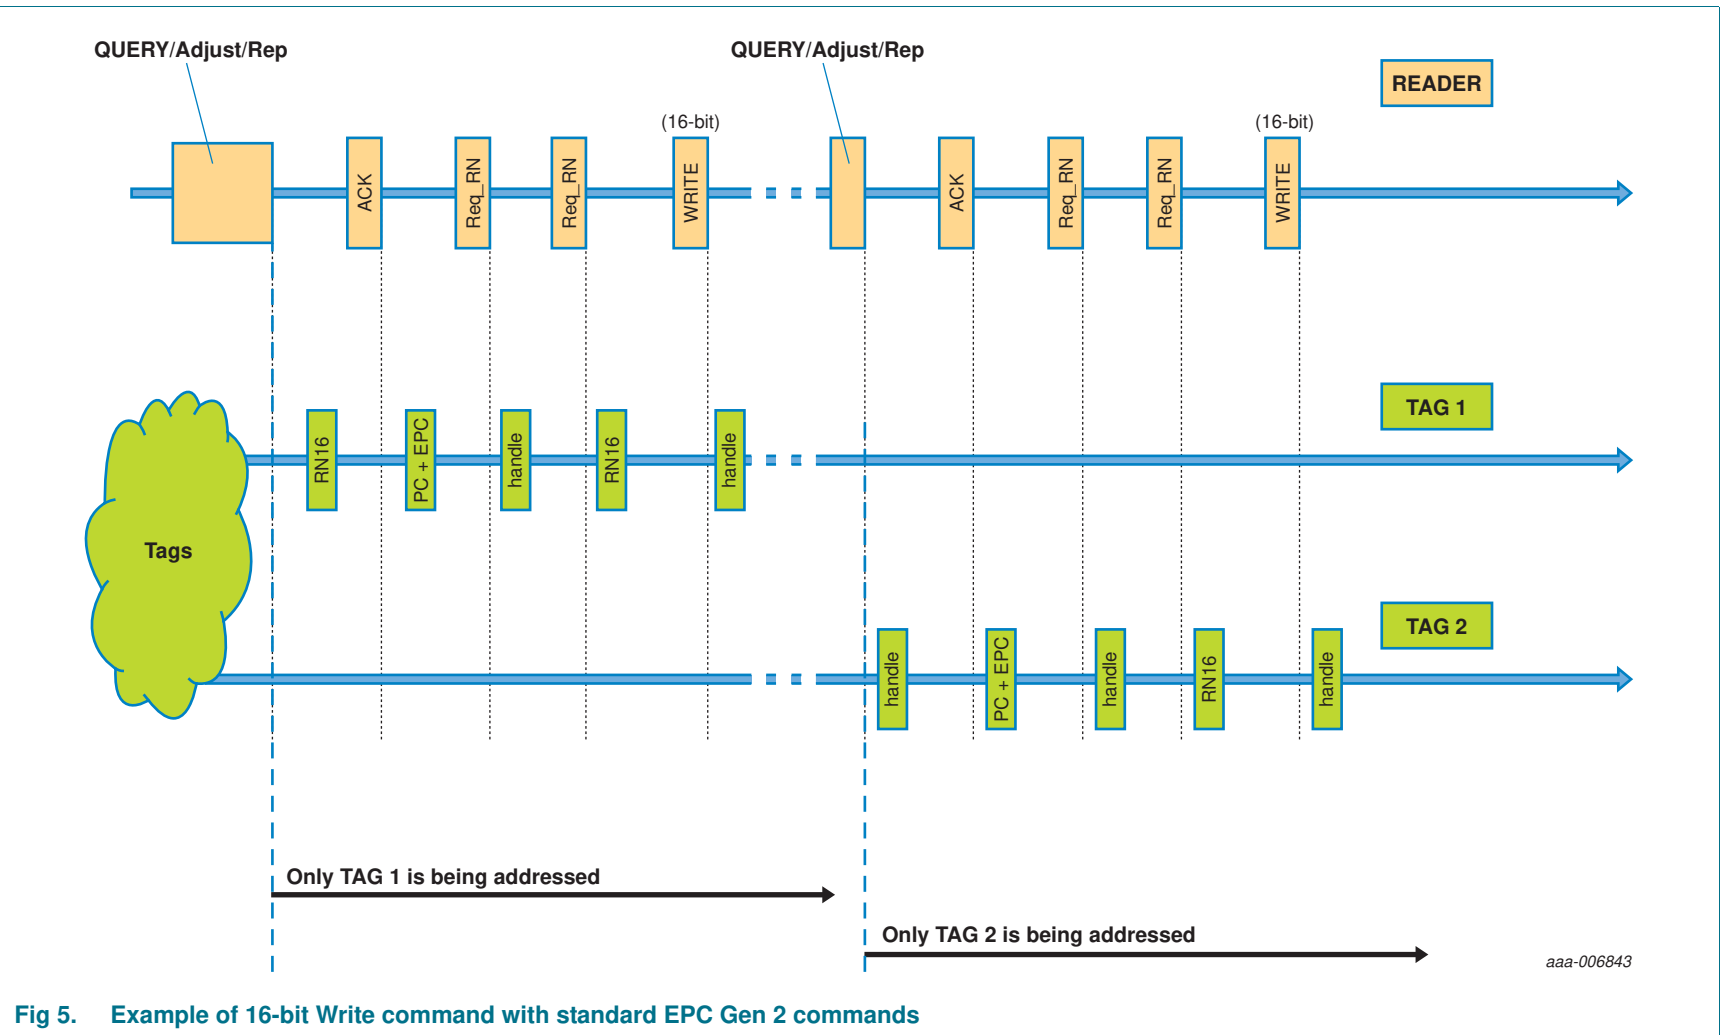 QUERY/Adjust/Rep
QUERY/Adjust/Rep
READER
(16-bit)
(16-bit)
ACK
Req_RN
Req_RN
WRITE
ACK
Req_RN
Req_RN
WRITE
TAG 1
RN16
PC + EPC
handle
RN16
handle
Tags
TAG 2
handle
PC + EPC
handle
RN16
handle
Only TAG 1 is being addressed
Only TAG 2 is being addressed
aaa-006843
Fig 5. Example of 16-bit Write command with standard EPC Gen 2 commands